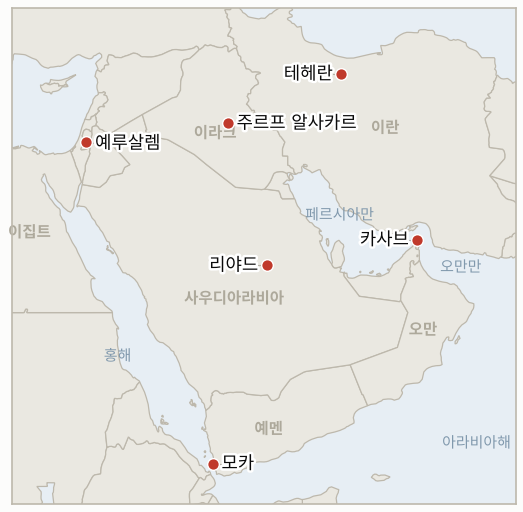 테헤란
주르프 알사카르
이라크
이란
예루살렘
페르시아만
이집트
카사브
리야드
오만만
사우디아라비아
오만
홍해
예멘
아라비아해
모카